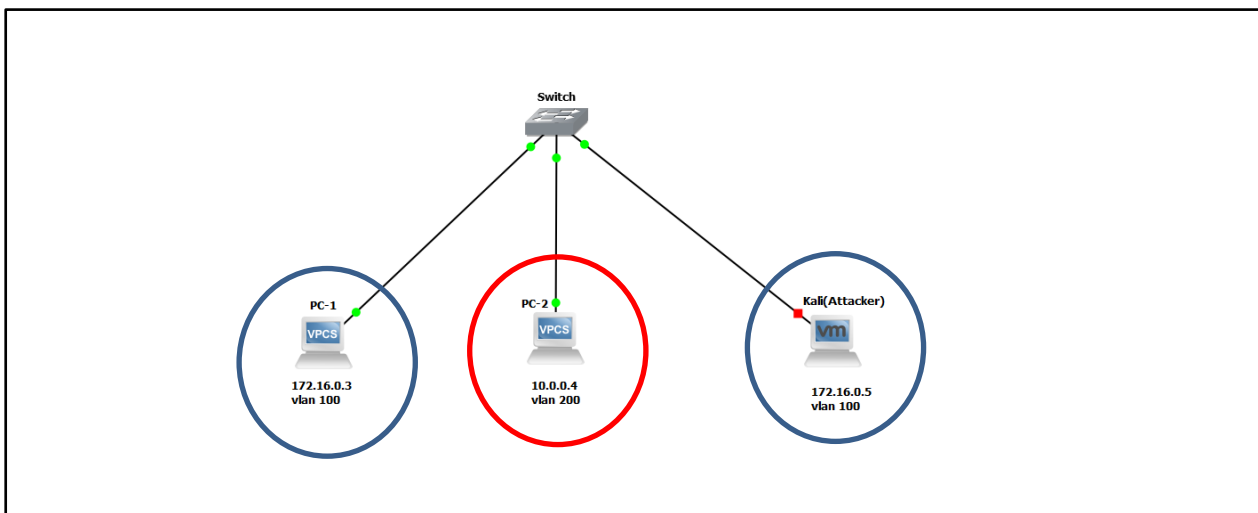 Switch
PC-1
VPCS
172.16.0.3
vlan 100
PC-2
VPCS
10.0.0.4
vlan 200
Kali(Attacker)
vm
172.16.0.5
vlan 100